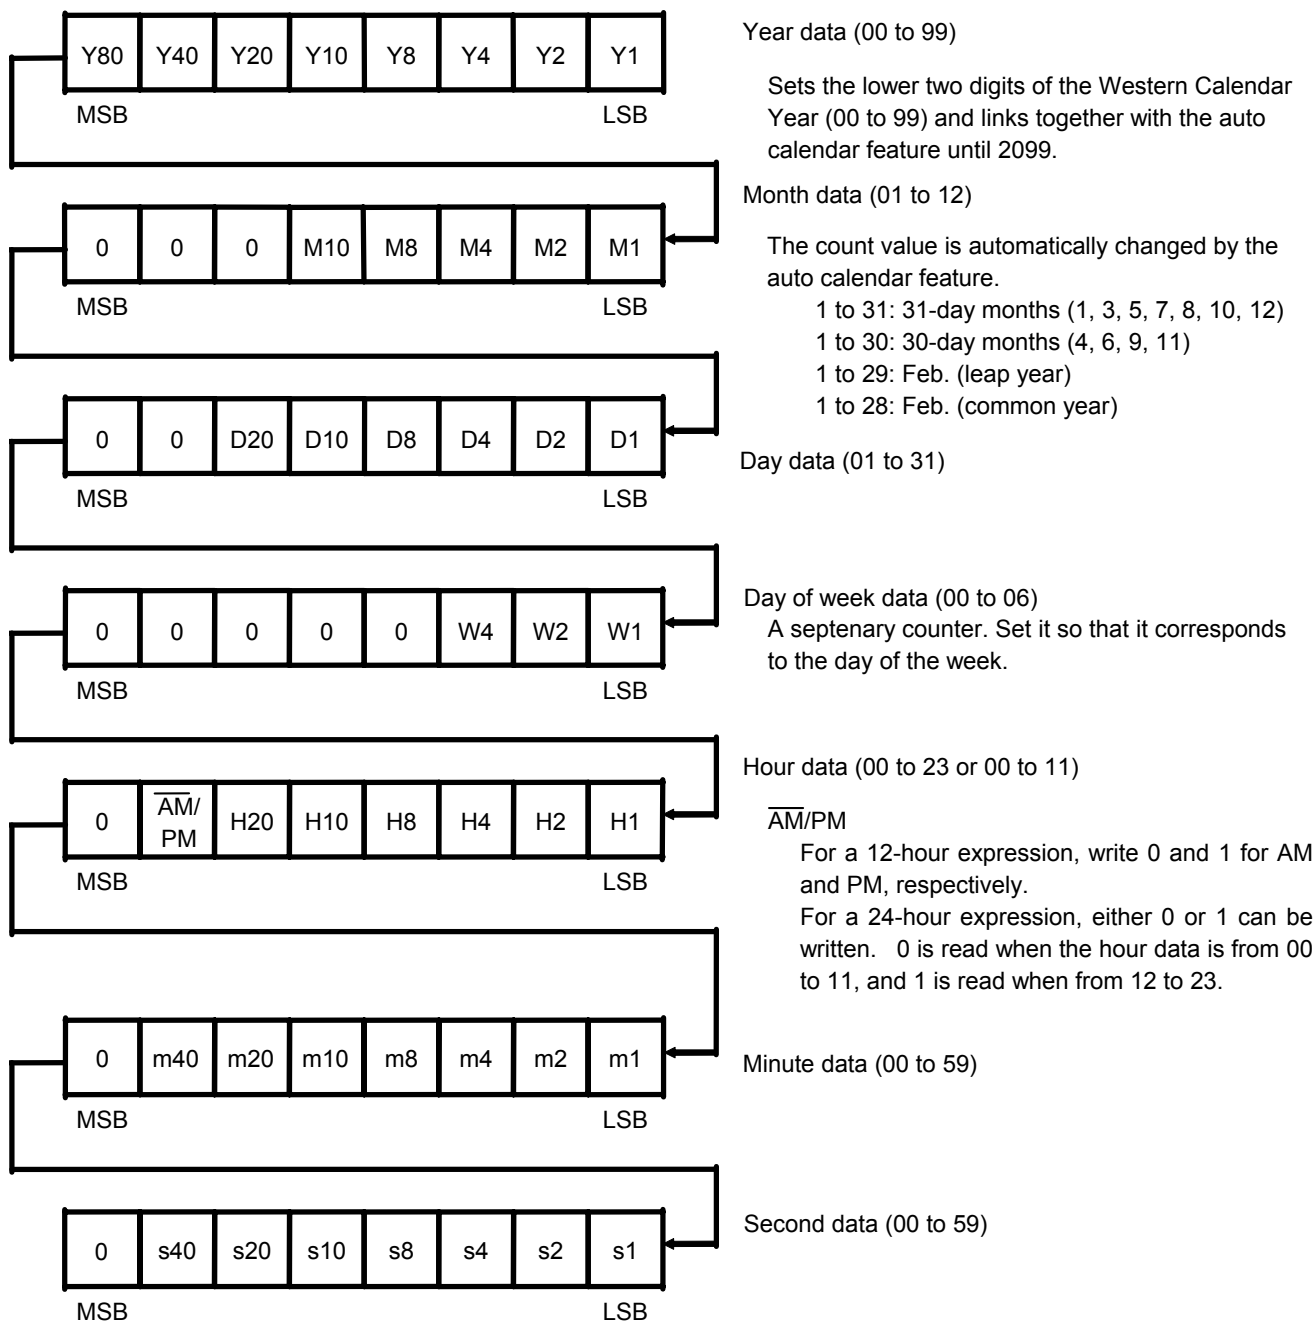 Year data (00 to 99)
Y80 Y40 Y20 Y10 Y8 Y4 Y2 Y1
MSB LSB
Sets the lower two digits of the Western Calendar
Year (00 to 99) and links together with the auto
calendar feature until 2099.
Month data (01 to 12)
0 0 0 M10 M8 M4 M2 M1
MSB LSB
The count value is automatically changed by the
auto calendar feature.
1 to 31: 31-day months (1, 3, 5, 7, 8, 10, 12)
1 to 30: 30-day months (4, 6, 9, 11)
1 to 29: Feb. (leap year)
1 to 28: Feb. (common year)
0 0 D20 D10 D8 D4 D2 D1
MSB LSB
Day data (01 to 31)
Day of week data (00 to 06)
0 0 0 0 0 W4 W2 W1
MSB LSB
A septenary counter. Set it so that it corresponds
to the day of the week.
Hour data (00 to 23 or 00 to 11)
0 A̅M̅/PM H20 H10 H8 H4 H2 H1
MSB LSB
A̅M̅/PM
For a 12-hour expression, write 0 and 1 for AM
and PM, respectively.
For a 24-hour expression, either 0 or 1 can be
written. 0 is read when the hour data is from 00
to 11, and 1 is read when from 12 to 23.
0 m40 m20 m10 m8 m4 m2 m1
MSB LSB
Minute data (00 to 59)
0 s40 s20 s10 s8 s4 s2 s1
MSB LSB
Second data (00 to 59)